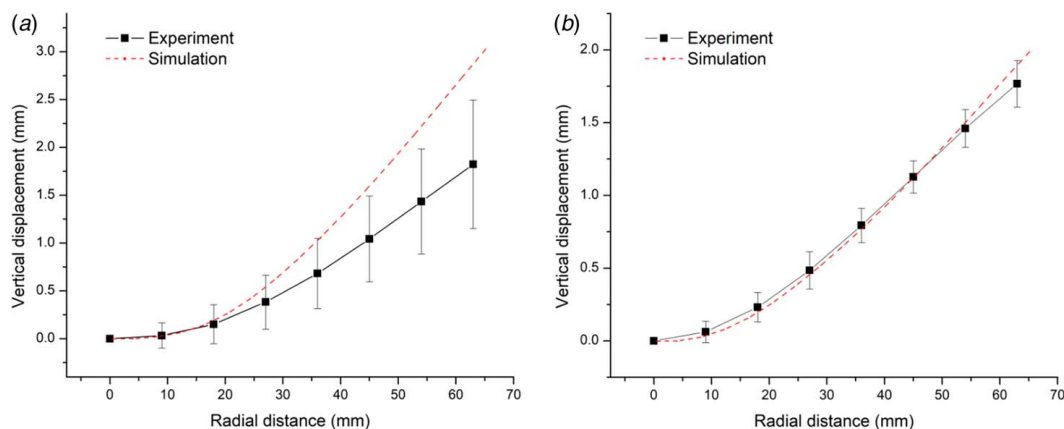 (a)
Experiment
Simulation
3.0
2.5
2.0
1.5
1.0
0.5
0.0
Vertical displacement (mm)
0 10 20 30 40 50 60 70
Radial distance (mm)
(b)
Experiment
Simulation
2.0
1.5
1.0
0.5
0.0
Vertical displacement (mm)
0 10 20 30 40 50 60 70
Radial distance (mm)